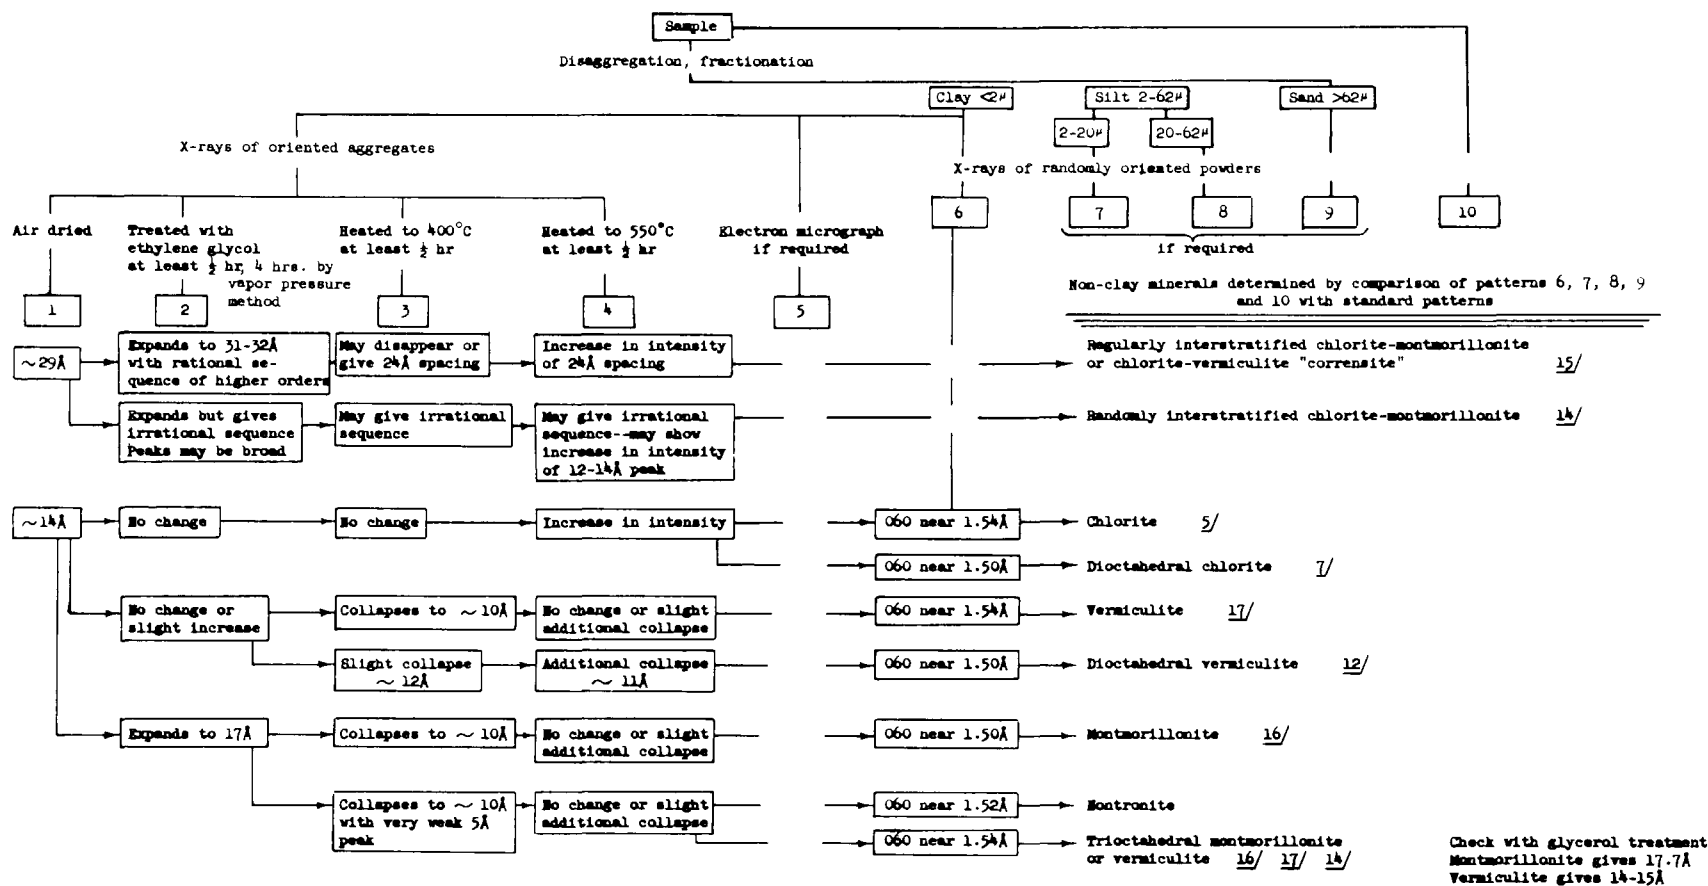 Sample
Disaggregation, fractionation
Clay <2μ
Silt 2-62μ
Sand >62μ
2-20μ
20-62μ
X-rays of oriented aggregates
X-rays of randomly oriented powders
6
7
8
9
10
Air dried
Treated with
ethylene glycol
at least ½ hr, 4 hrs. by
vapor pressure
method
Heated to 400°C
at least ½ hr
Heated to 550°C
at least ½ hr
Electron micrograph
if required
if required
Non-clay minerals determined by comparison of patterns 6, 7, 8, 9
and 10 with standard patterns
1
2
3
4
5
~29Å
Expands to 31-32Å
with rational se-
quence of higher orders
May disappear or
give 24Å spacing
Increase in intensity
of 24Å spacing
Regularly interstratified chlorite-montmorillonite
or chlorite-vermiculite "corrensite" 15/
Expands but gives
irrational sequence
Peaks may be broad
May give irrational
sequence
May give irrational
sequence--may show
increase in intensity
of 12-14Å peak
Randomly interstratified chlorite-montmorillonite 14/
~14Å
No change
No change
Increase in intensity
060 near 1.54Å
Chlorite 5/
060 near 1.50Å
Dioctahedral chlorite 7/
No change or
slight increase
Collapses to ~10Å
No change or slight
additional collapse
060 near 1.54Å
Vermiculite 17/
Slight collapse
~ 12Å
Additional collapse
~ 11Å
060 near 1.50Å
Dioctahedral vermiculite 12/
Expands to 17Å
Collapses to ~10Å
No change or slight
additional collapse
060 near 1.50Å
Montmorillonite 16/
Collapses to ~10Å
with very weak 5Å
peak
No change or slight
additional collapse
060 near 1.52Å
Nontronite
060 near 1.54Å
Trioctahedral montmorillonite
or vermiculite 16/ 17/ 14/
Check with glycerol treatment
Montmorillonite gives 17.7Å
Vermiculite gives 14-15Å